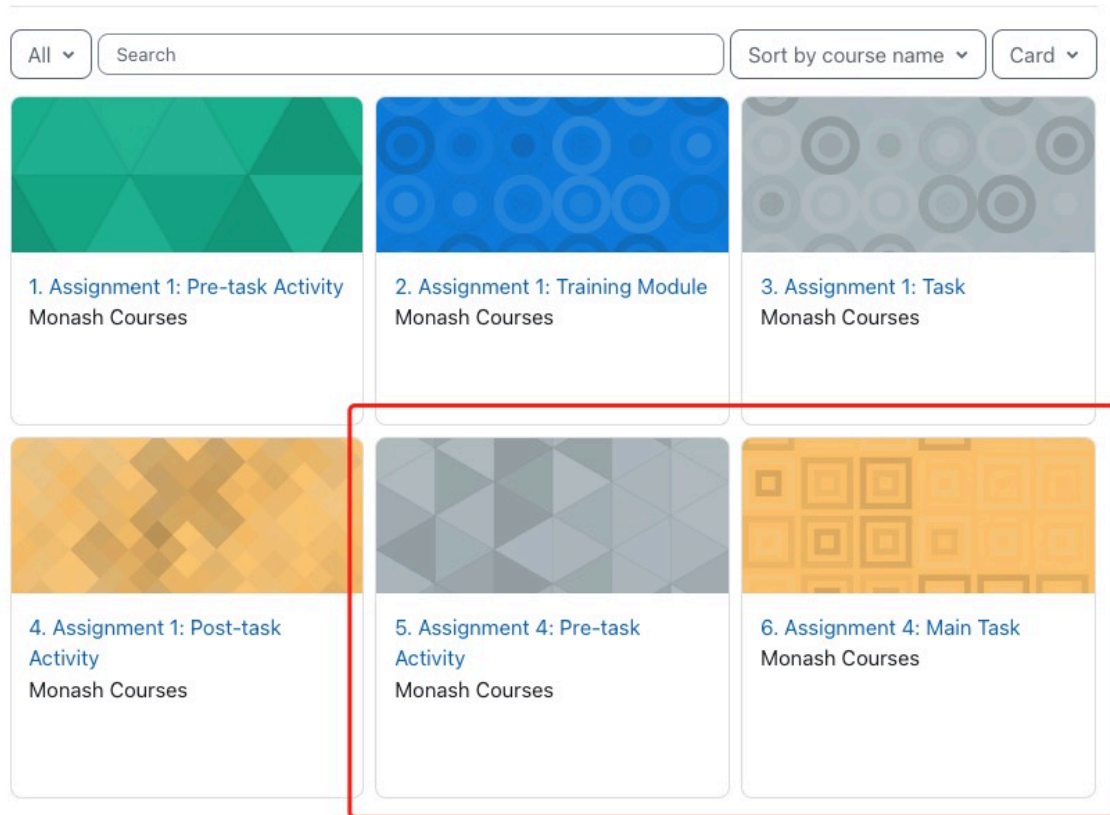 All
Search
Sort by course name
Card
1. Assignment 1: Pre-task Activity
Monash Courses
2. Assignment 1: Training Module
Monash Courses
3. Assignment 1: Task
Monash Courses
4. Assignment 1: Post-task
Activity
Monash Courses
5. Assignment 4: Pre-task
Activity
Monash Courses
6. Assignment 4: Main Task
Monash Courses